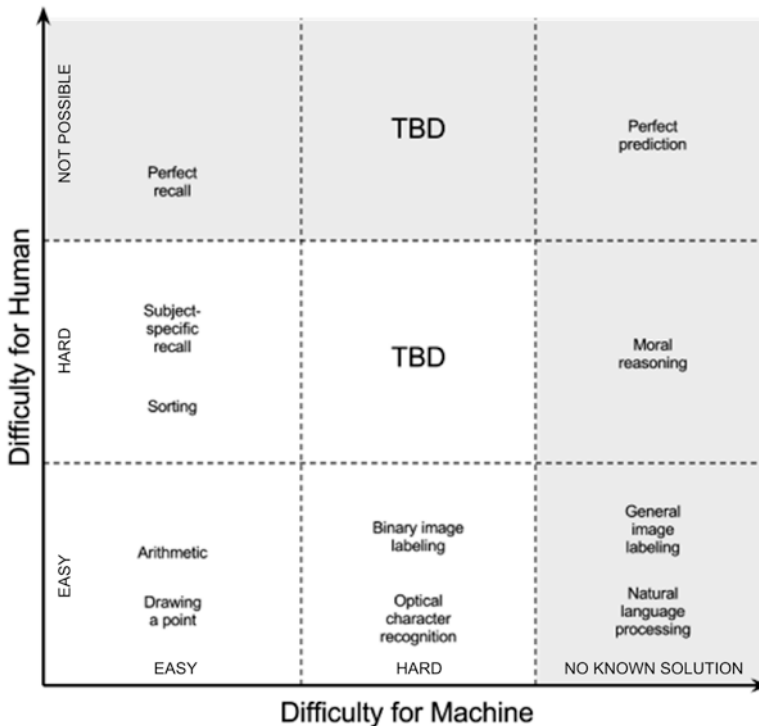 NOT POSSIBLE
TBD
Perfect
prediction
Perfect
recall
Difficulty for Human
HARD
Subject-
specific
recall
Sorting
TBD
Moral
reasoning
EASY
Arithmetic
Drawing
a point
Binary image
labeling
Optical
character
recognition
General
image
labeling
Natural
language
processing
EASY
HARD
NO KNOWN SOLUTION
Difficulty for Machine